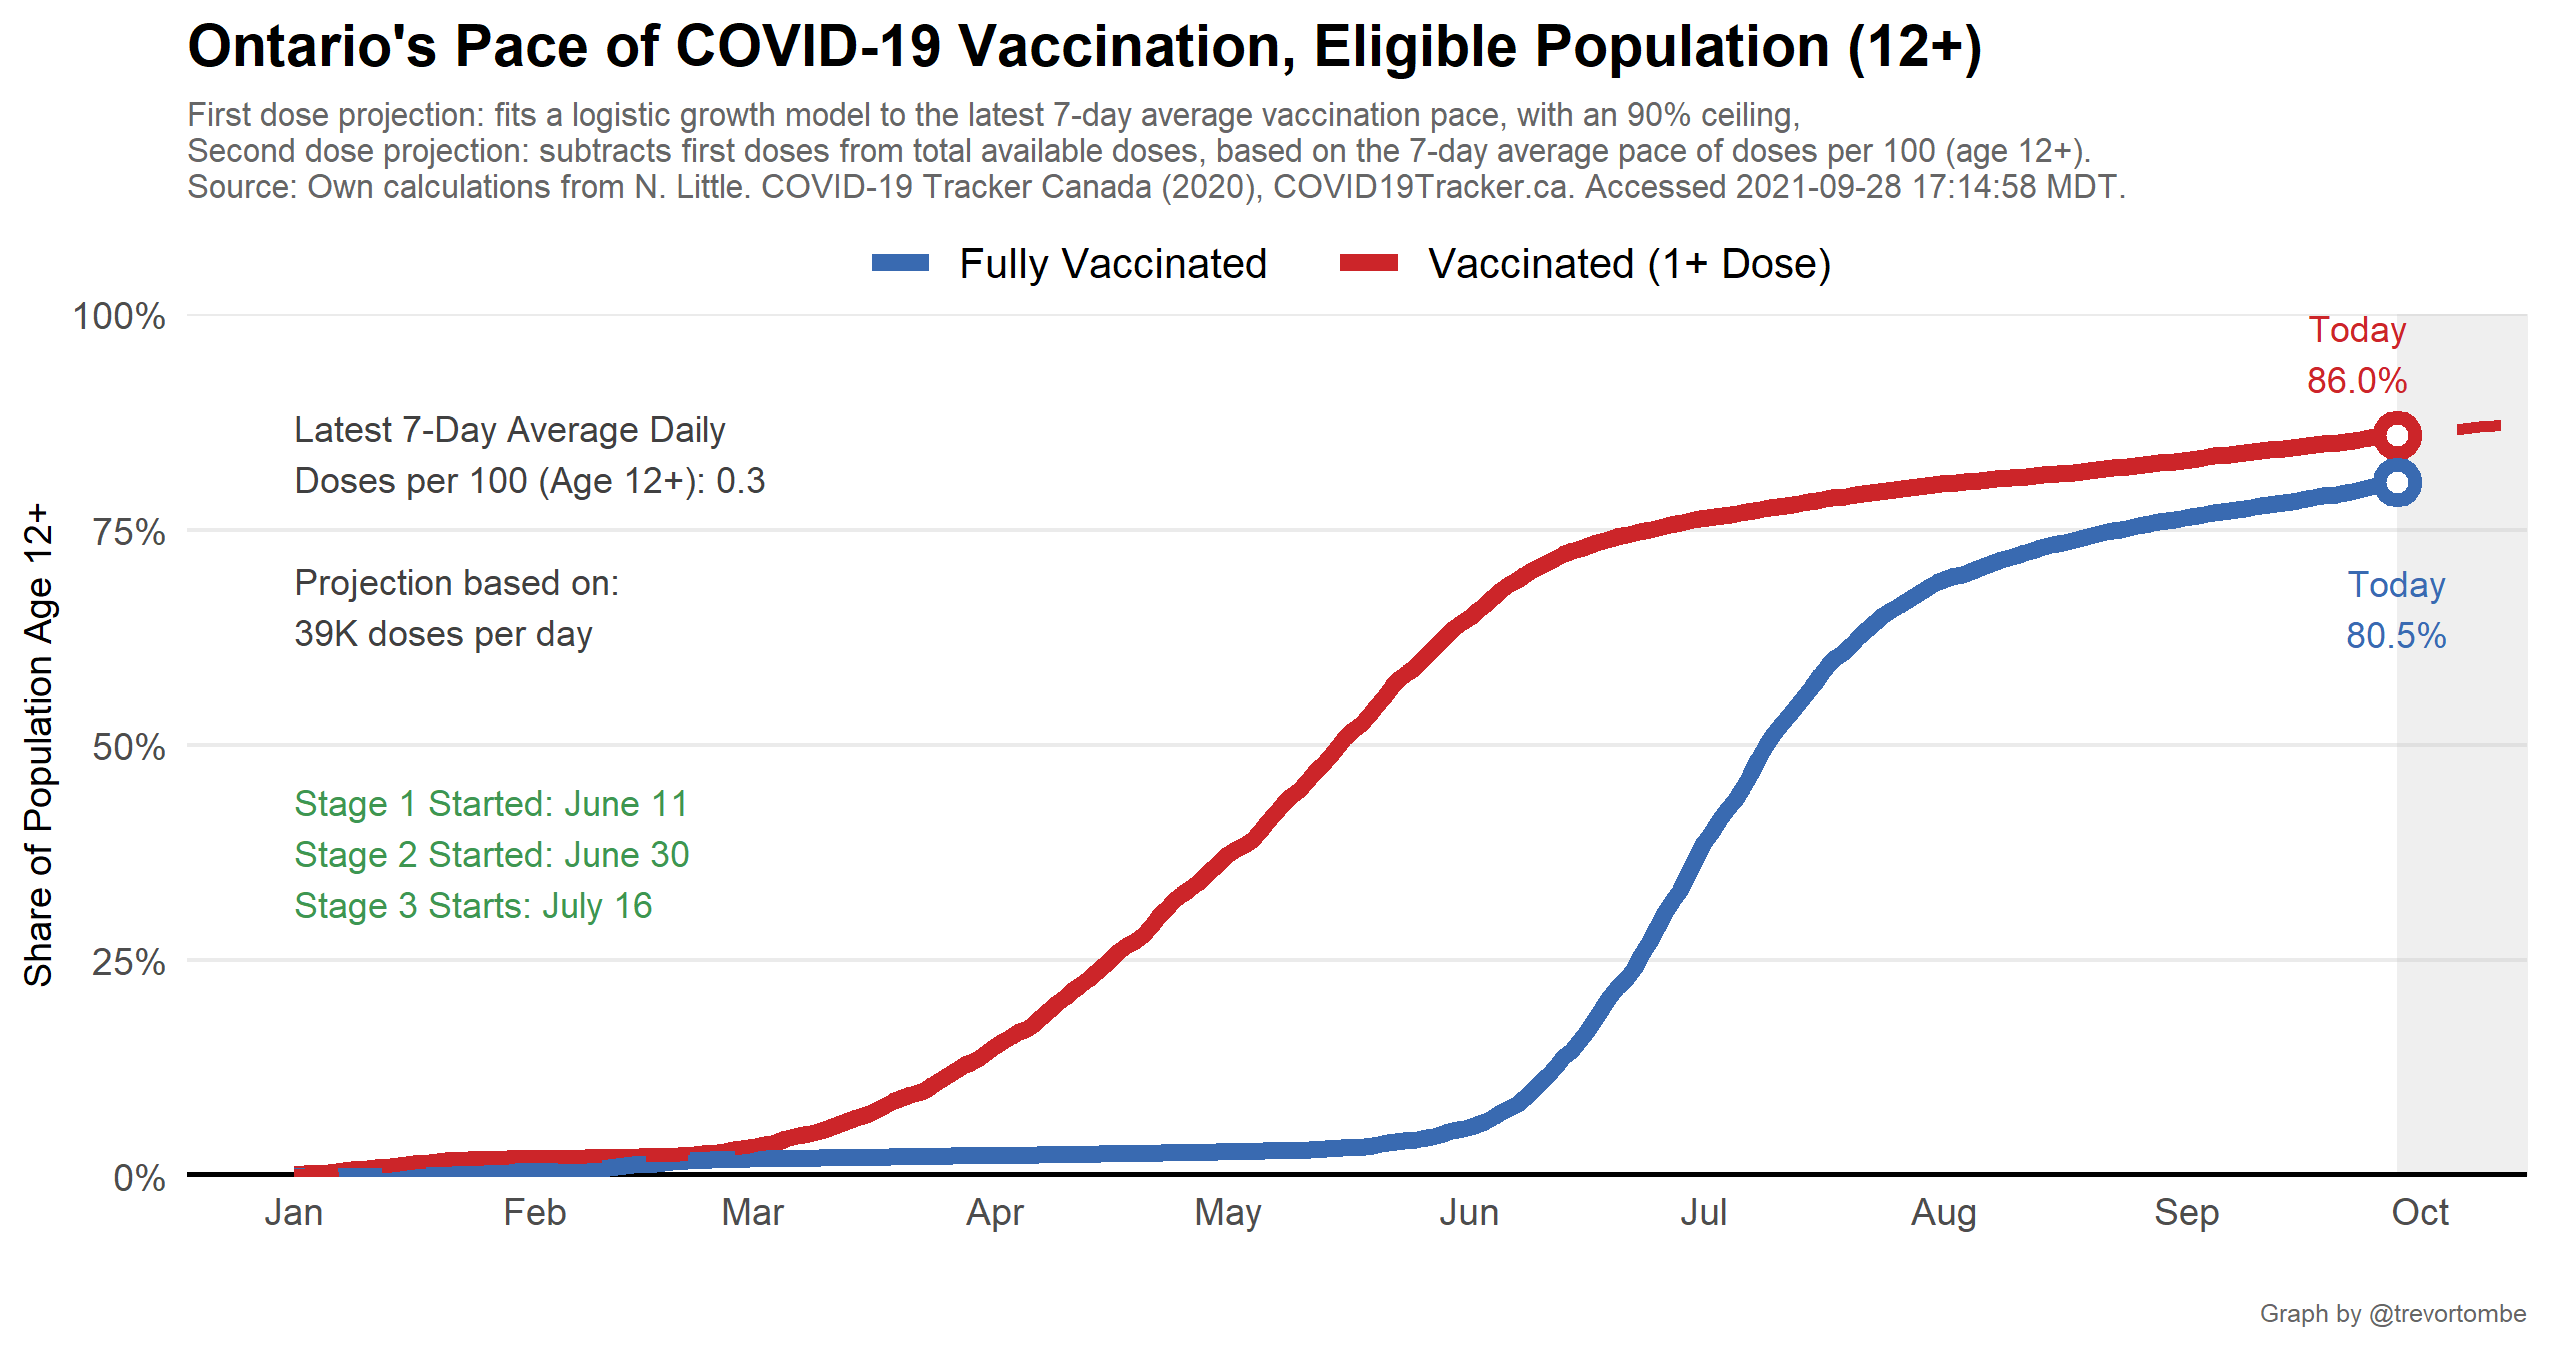 Ontario's Pace of COVID-19 Vaccination, Eligible Population (12+)
First dose projection: fits a logistic growth model to the latest 7-day average vaccination pace, with an 90% ceiling,
Second dose projection: subtracts first doses from total available doses, based on the 7-day average pace of doses per 100 (age 12+).
Source: Own calculations from N. Little. COVID-19 Tracker Canada (2020), COVID19Tracker.ca. Accessed 2021-09-28 17:14:58 MDT.
Fully Vaccinated
Vaccinated (1+ Dose)
Share of Population Age 12+
100%
75%
50%
25%
0%
Latest 7-Day Average Daily
Doses per 100 (Age 12+): 0.3
Projection based on:
39K doses per day
Stage 1 Started: June 11
Stage 2 Started: June 30
Stage 3 Starts: July 16
Today
86.0%
Today
80.5%
Jan
Feb
Mar
Apr
May
Jun
Jul
Aug
Sep
Oct
Graph by @trevortombe